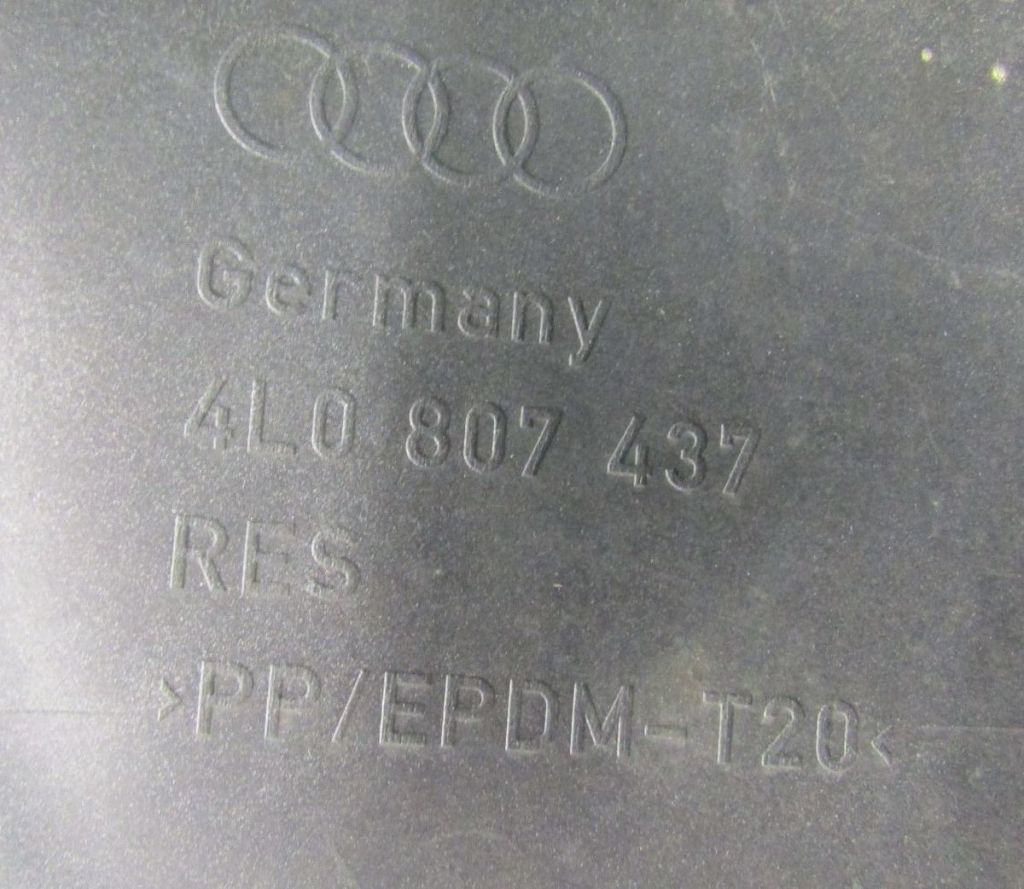 Germany
4L0 807 437
RES
>PP/EPDM-T20<